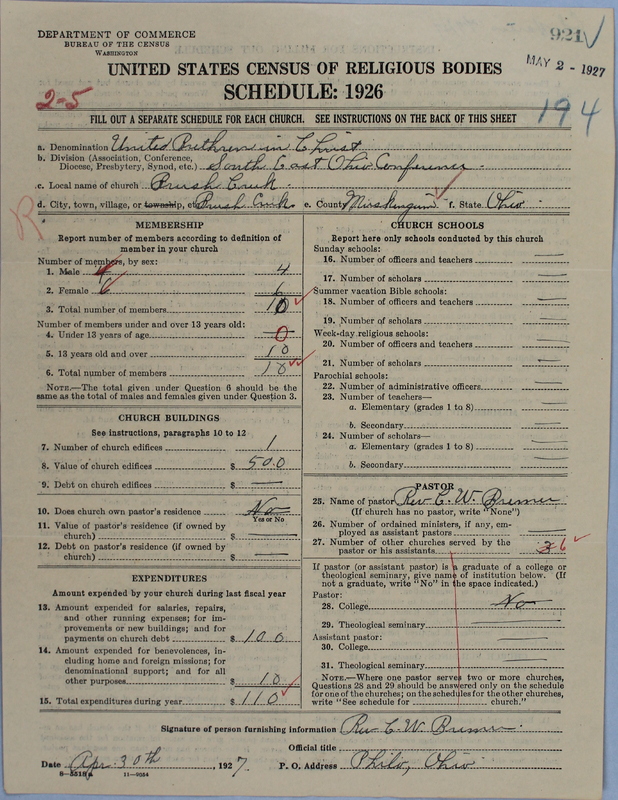 DEPARTMENT OF COMMERCE
BUREAU OF THE CENSUS
WASHINGTON
921
MAY 2 - 1927
UNITED STATES CENSUS OF RELIGIOUS BODIES
SCHEDULE: 1926
2-5
194
FILL OUT A SEPARATE SCHEDULE FOR EACH CHURCH. SEE INSTRUCTIONS ON THE BACK OF THIS SHEET
a. Denomination United Brethren in Christ
b. Division (Association, Conference, Diocese, Presbytery, Synod, etc.) South East Ohio Conference
c. Local name of church Brush Creek
d. City, town, village, or township, etc Brush Creek e. County Muskingum f. State Ohio
R
MEMBERSHIP
Report number of members according to definition of
member in your church
Number of members, by sex:
1. Male 4 4
2. Female 6 6
3. Total number of members 10
Number of members under and over 13 years old:
4. Under 13 years of age 0
5. 13 years old and over 10
6. Total number of members 10
NOTE.—The total given under Question 6 should be the
same as the total of males and females given under Question 3.
CHURCH BUILDINGS
See instructions, paragraphs 10 to 12
7. Number of church edifices 1
8. Value of church edifices $ 500
9. Debt on church edifices $ —
10. Does church own pastor's residence No
Yes or No
11. Value of pastor's residence (if owned by
church) $ —
12. Debt on pastor's residence (if owned by
church) $ —
EXPENDITURES
Amount expended by your church during last fiscal year
13. Amount expended for salaries, repairs,
and other running expenses; for im-
provements or new buildings; and for
payments on church debt $ 100
14. Amount expended for benevolences, in-
cluding home and foreign missions; for
denominational support; and for all
other purposes $ 10
15. Total expenditures during year $ 110
CHURCH SCHOOLS
Report here only schools conducted by this church
Sunday schools:
16. Number of officers and teachers —
17. Number of scholars —
Summer vacation Bible schools:
18. Number of officers and teachers —
19. Number of scholars —
Week-day religious schools:
20. Number of officers and teachers —
21. Number of scholars —
Parochial schools:
22. Number of administrative officers —
23. Number of teachers—
a. Elementary (grades 1 to 8) —
b. Secondary —
24. Number of scholars—
a. Elementary (grades 1 to 8) —
b. Secondary —
PASTOR
25. Name of pastor Rev C. W. Bremer
(If church has no pastor, write "None")
26. Number of ordained ministers, if any, em-
ployed as assistant pastors —
27. Number of other churches served by the
pastor or his assistants 6
If pastor (or assistant pastor) is a graduate of a college or
theological seminary, give name of institution below. (If
not a graduate, write "No" in the space indicated.)
Pastor:
28. College No
29. Theological seminary —
Assistant pastor:
30. College —
31. Theological seminary —
NOTE.—Where one pastor serves two or more churches,
Questions 28 and 29 should be answered only on the schedule
for one of the churches; on the schedules for the other churches,
write "See schedule for church."
Signature of person furnishing information Rev C. W. Bremer
Official title
Date Apr. 30th, 1927. P. O. Address Philo, Ohio
8—5518a 11—9054